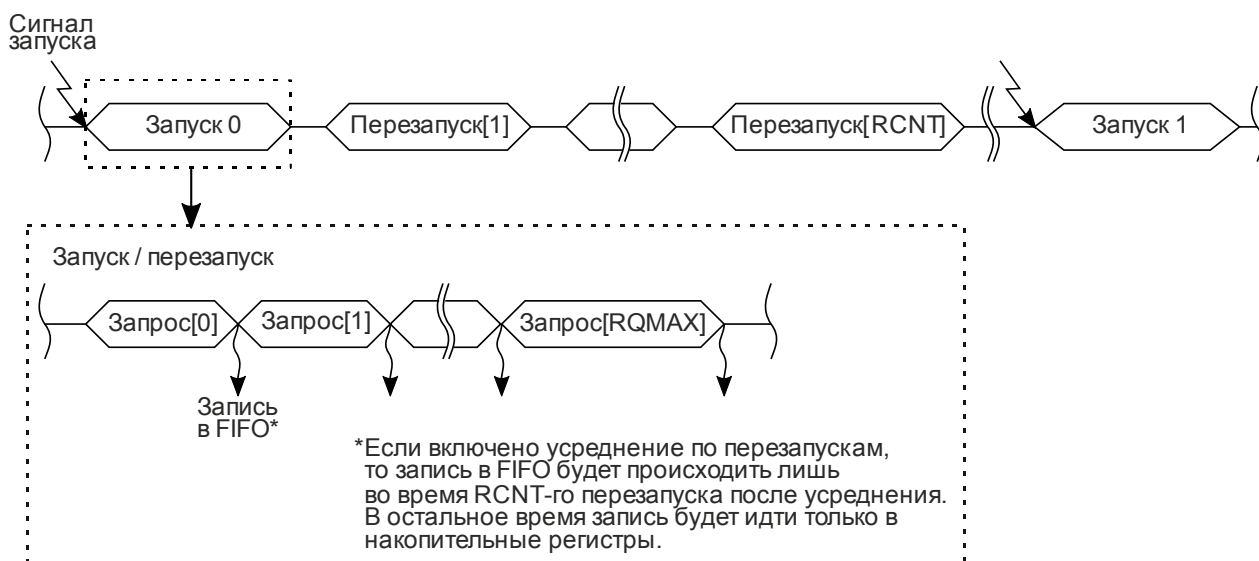 Сигнал
запуска
Запуск 0
Перезапуск[1]
Перезапуск[RCNT]
Запуск 1
Запуск / перезапуск
Запрос[0]
Запрос[1]
Запрос[RQMAX]
Запись
в FIFO*
*Если включено усреднение по перезапускам,
то запись в FIFO будет происходить лишь
во время RCNT-го перезапуска после усреднения.
В остальное время запись будет идти только в
накопительные регистры.